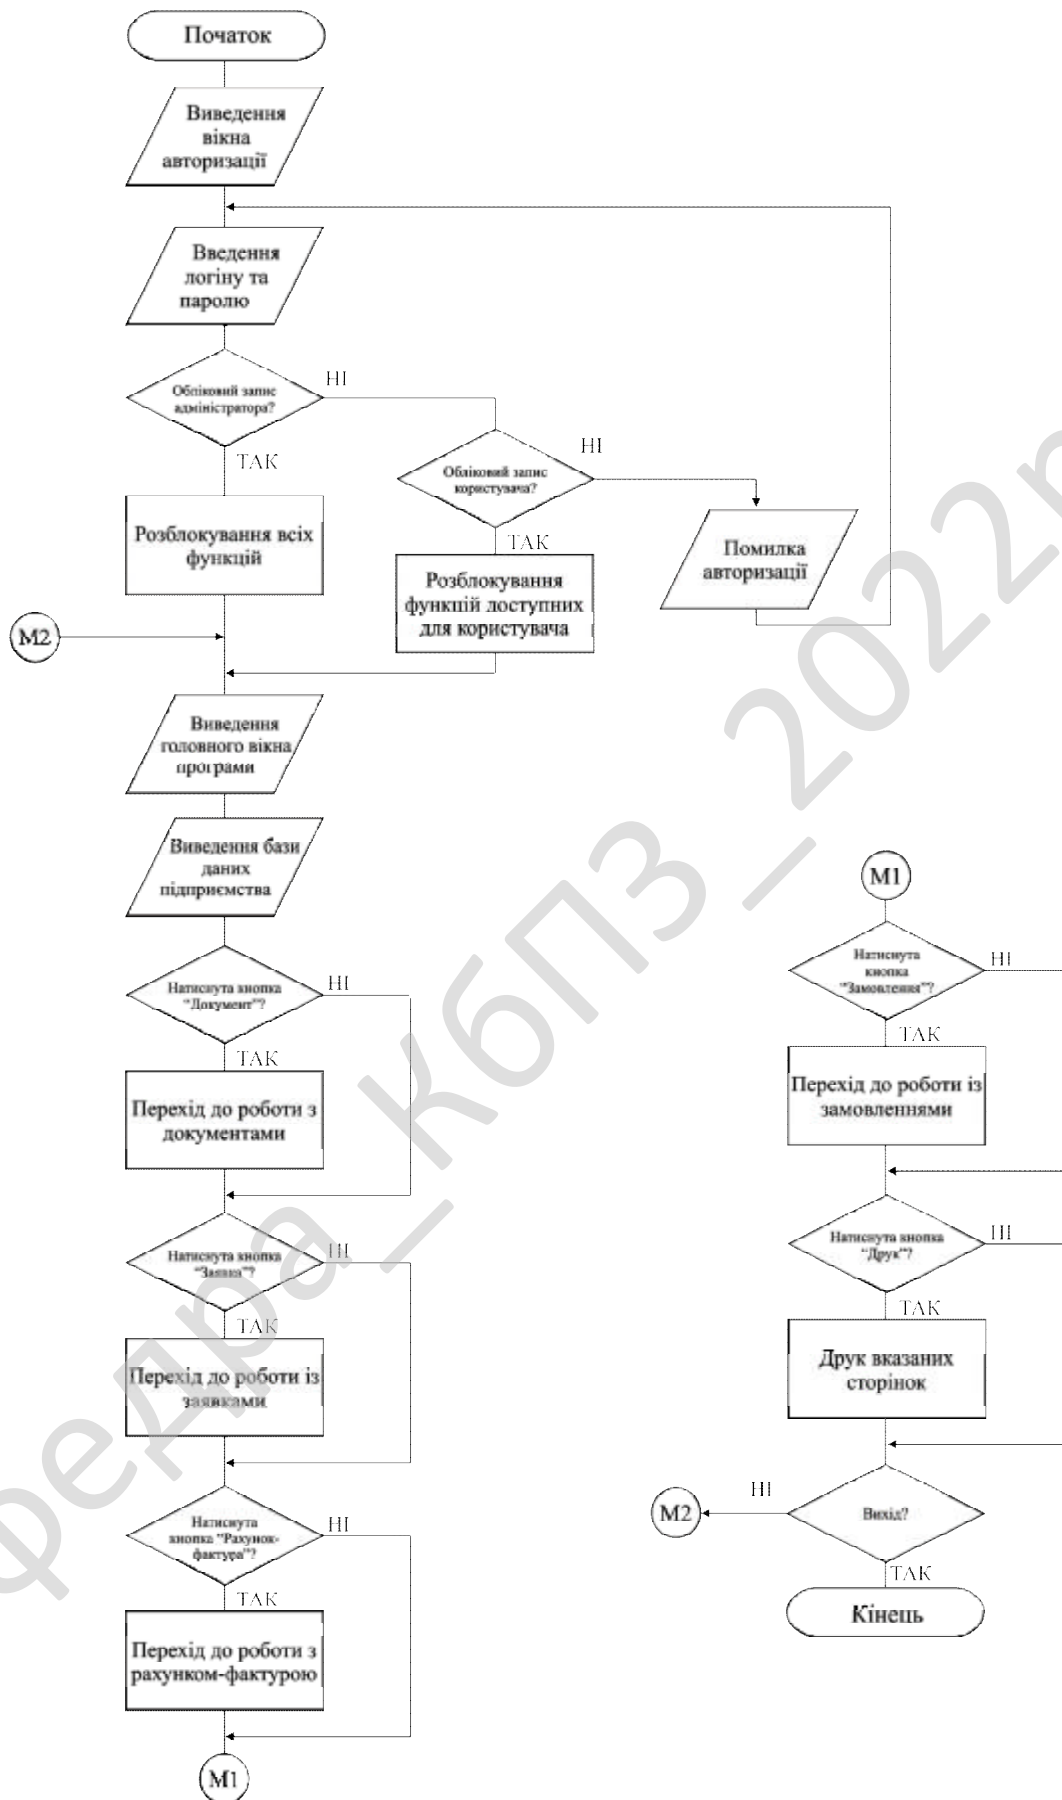 Початок
Виведення
вікна
авторизації
Введення
логіну та
паролю
Обліковий запис
адміністратора?
НІ
ТАК
Обліковий запис
користувача?
НІ
ТАК
Розблокування всіх
функцій
Розблокування
функцій доступних
для користувача
Помилка
авторизації
М2
Виведення
головного вікна
програми
Виведення бази
даних
підприємства
Натиснута кнопка
“Документ”?
НІ
ТАК
Перехід до роботи з
документами
Натиснута кнопка
“Заявка”?
НІ
ТАК
Перехід до роботи із
заявками
Натиснута
кнопка “Рахунок-
фактура”?
НІ
ТАК
Перехід до роботи з
рахунком-фактурою
М1
М1
Натиснута
кнопка
“Замовлення”?
НІ
ТАК
Перехід до роботи із
замовленнями
Натиснута кнопка
“Друк”?
НІ
ТАК
Друк вказаних
сторінок
Вихід?
НІ
М2
ТАК
Кінець
федра_КбПЗ_2022р